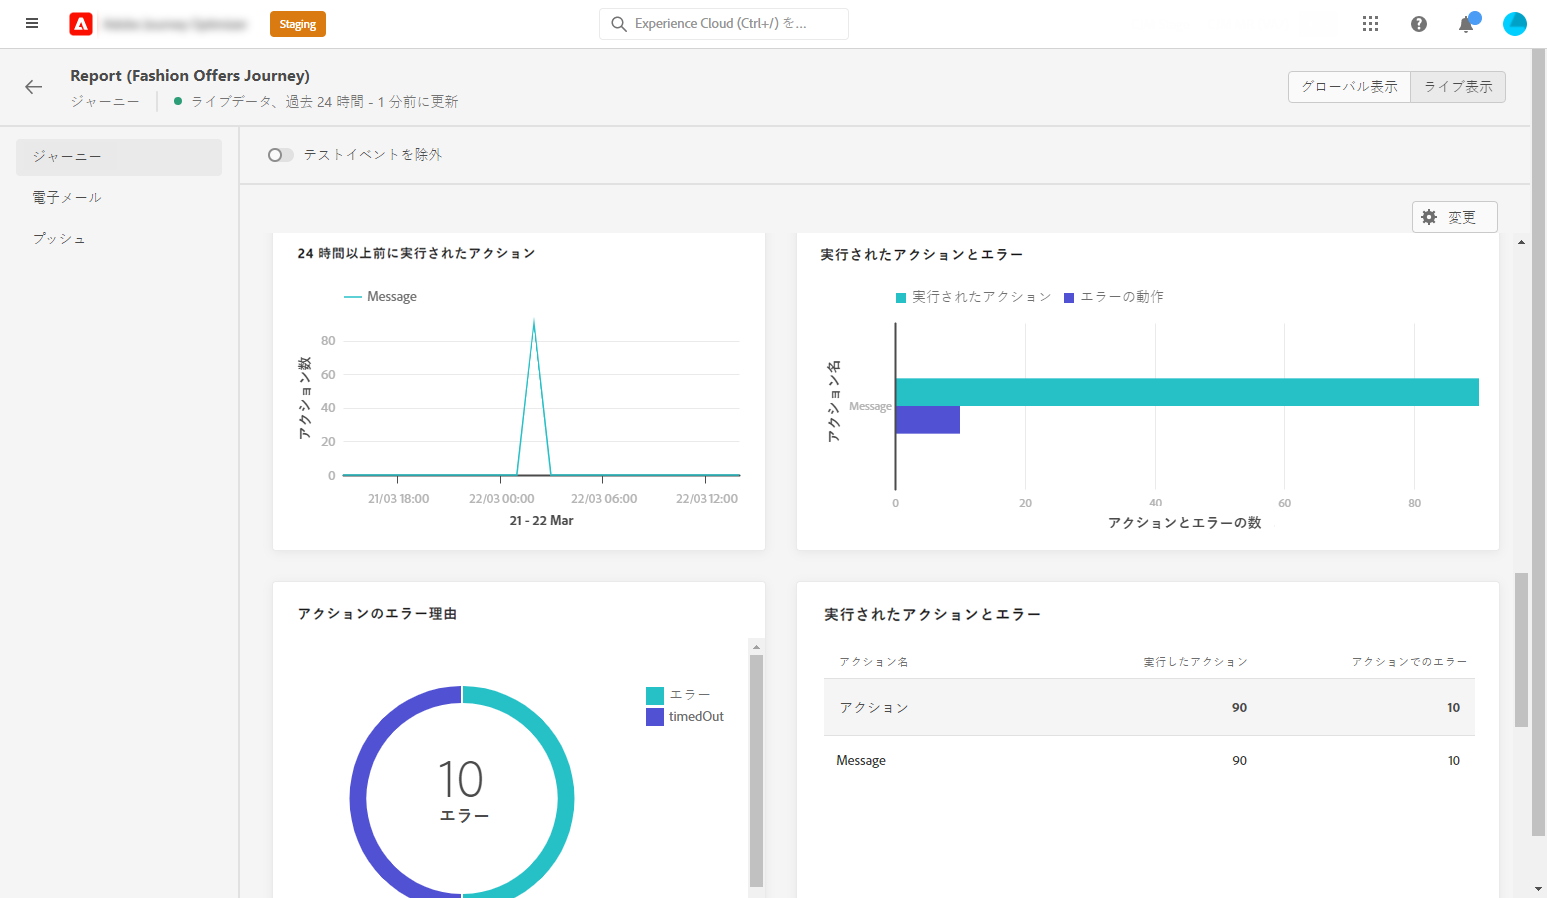 Staging
Experience Cloud (Ctrl+/) を...
Report (Fashion Offers Journey)
ジャーニー
ライブデータ、過去 24 時間 - 1 分前に更新
グローバル表示
ライブ表示
ジャーニー
電子メール
プッシュ
テストイベントを除外
変更
24 時間以上前に実行されたアクション
Message
アクション数
80
60
40
20
0
21/03 18:00
22/03 00:00
22/03 06:00
22/03 12:00
21 - 22 Mar
実行されたアクションとエラー
実行されたアクション
エラーの動作
アクション名
Message
0
20
40
60
80
アクションとエラーの数
アクションのエラー理由
エラー
timedOut
10
エラー
実行されたアクションとエラー
アクション名 実行したアクション アクションでのエラー
アクション 90 10
Message 90 10